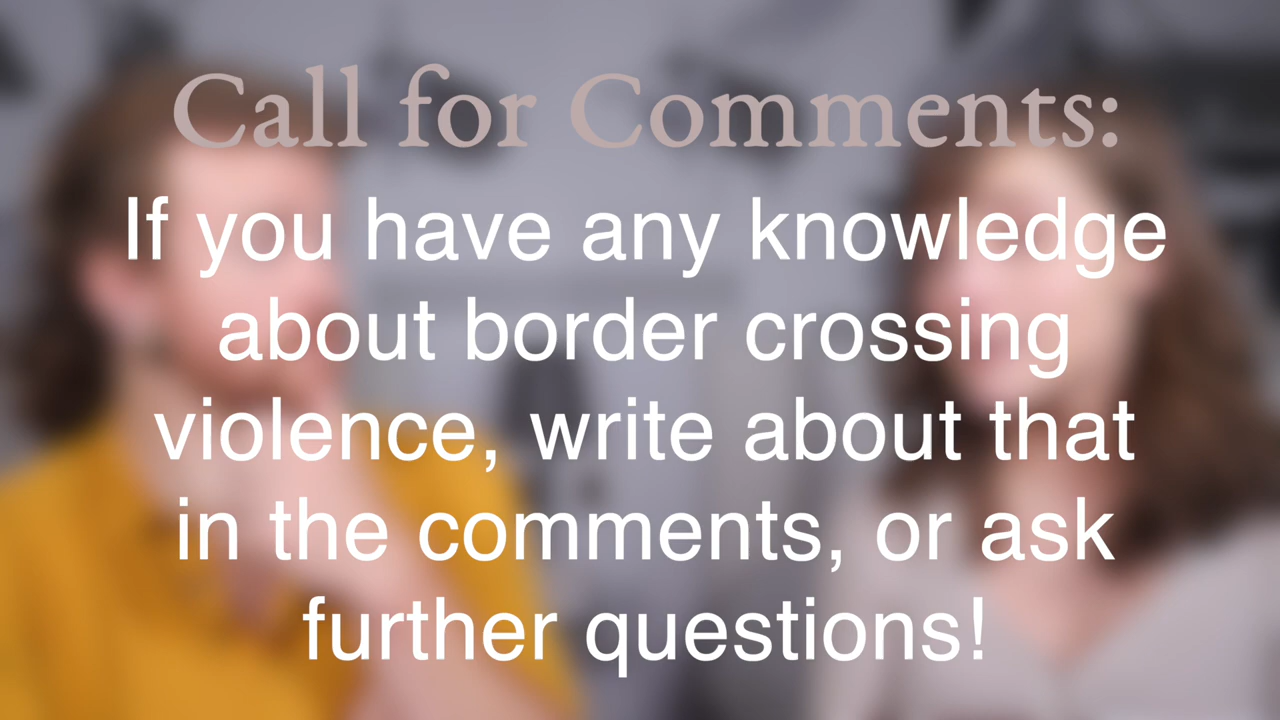 Call for Comments:
If you have any knowledge
about border crossing
violence, write about that
in the comments, or ask
further questions!